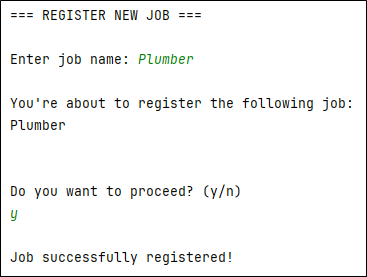 === REGISTER NEW JOB ===
Enter job name: Plumber
You're about to register the following job:
Plumber
Do you want to proceed? (y/n)
y
Job successfully registered!